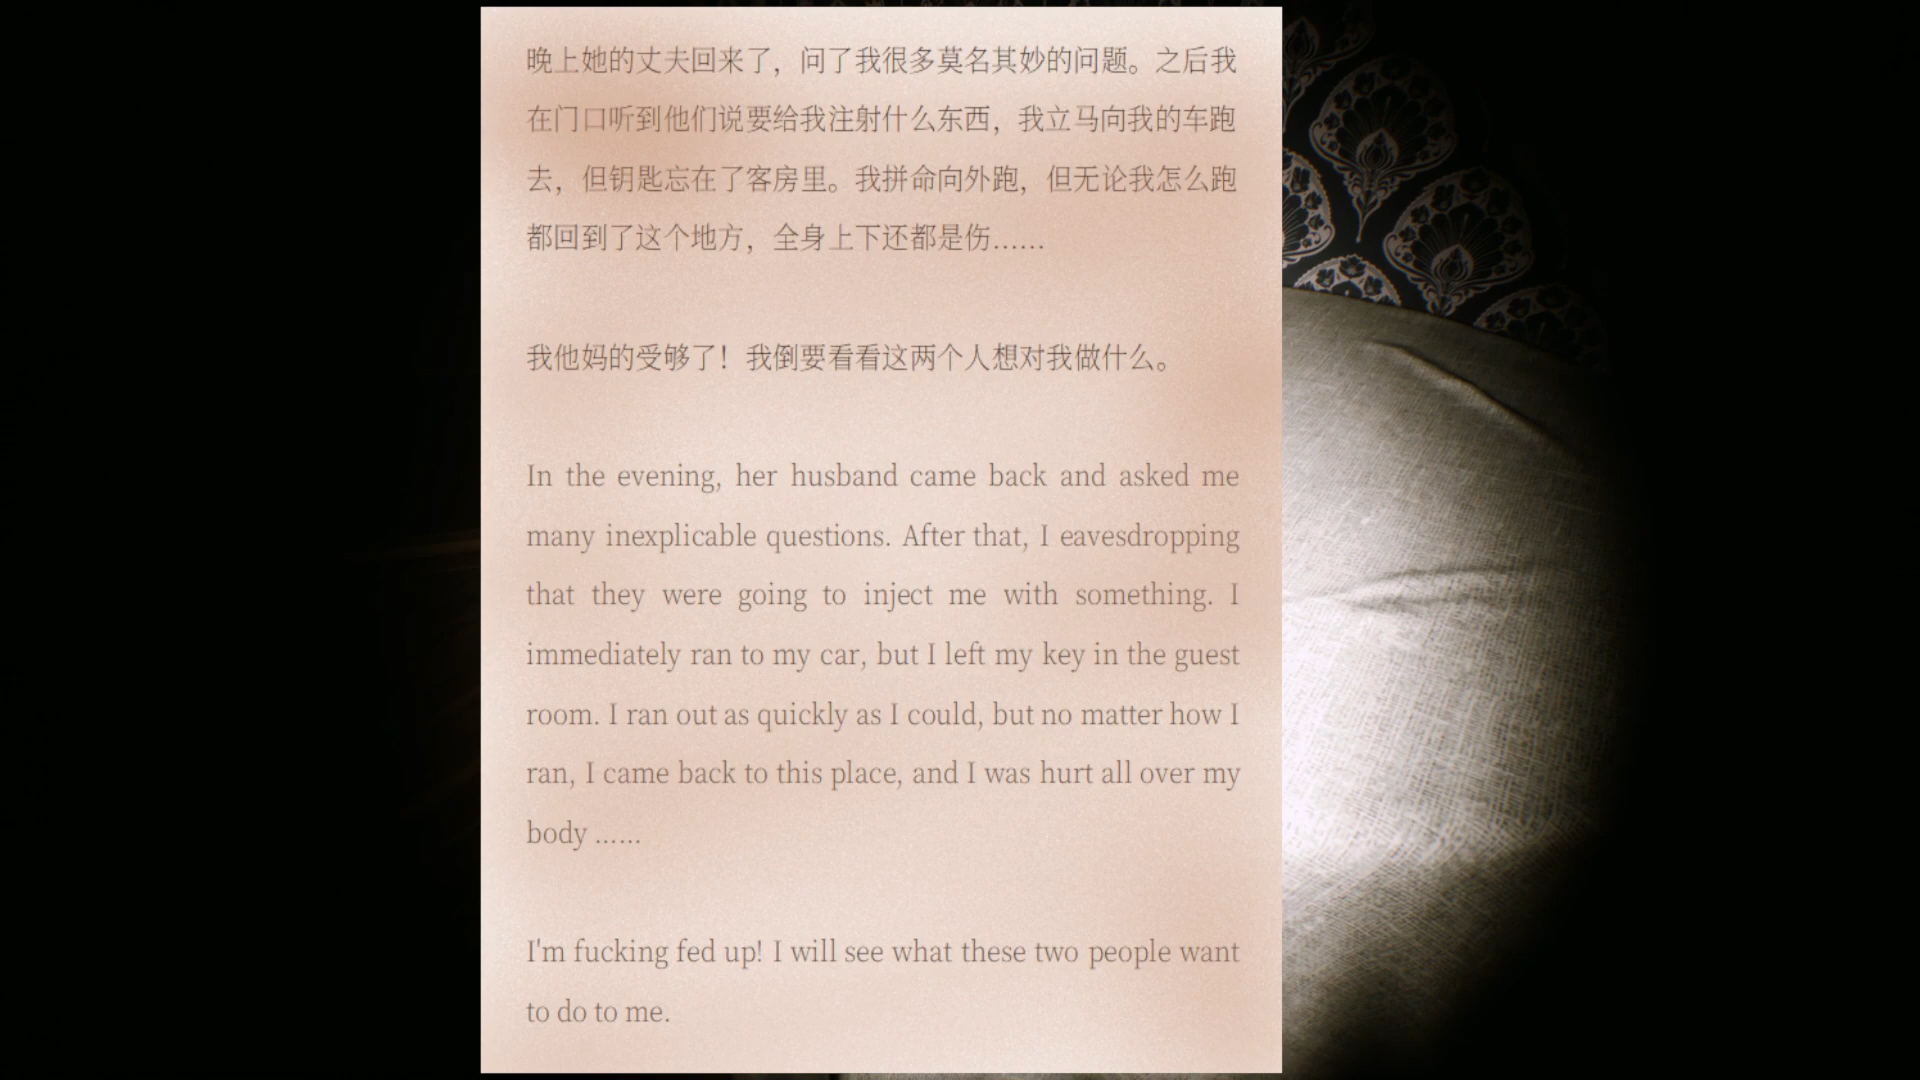 晚上她的丈夫回来了，问了我很多莫名其妙的问题。之后我
在门口听到他们说要给我注射什么东西，我立马向我的车跑
去，但钥匙忘在了客房里。我拼命向外跑，但无论我怎么跑
都回到了这个地方，全身上下还都是伤……
我他妈的受够了！我倒要看看这两个人想对我做什么。
In the evening, her husband came back and asked me
many inexplicable questions. After that, I eavesdropping
that they were going to inject me with something. I
immediately ran to my car, but I left my key in the guest
room. I ran out as quickly as I could, but no matter how I
ran, I came back to this place, and I was hurt all over my
body ……
I'm fucking fed up! I will see what these two people want
to do to me.